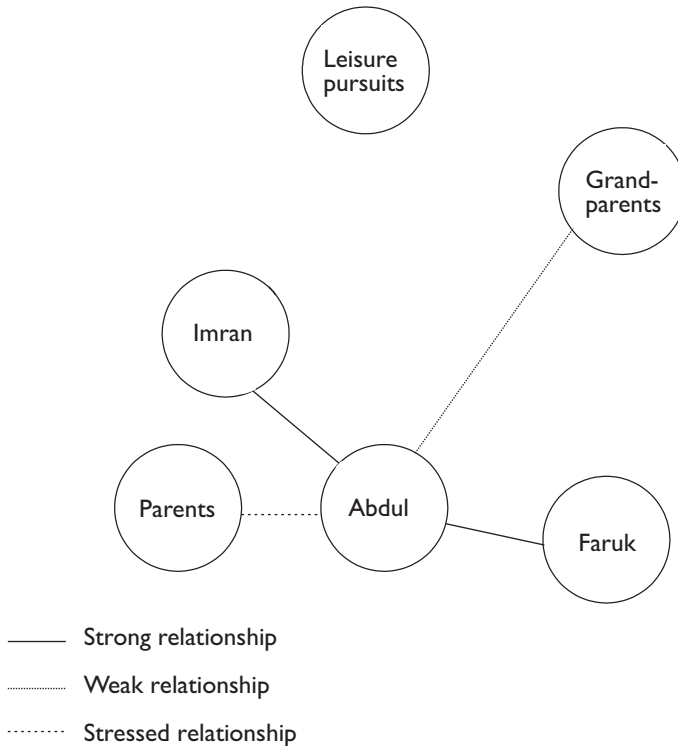 Leisure
pursuits
Grand-
parents
Imran
Parents
Abdul
Faruk
Strong relationship
Weak relationship
Stressed relationship